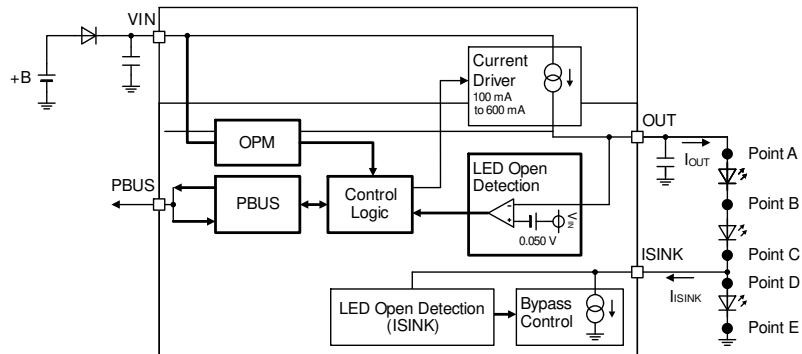 VIN
+B
Current
Driver
100 mA
to 600 mA
OUT
OPM
IOUT
Point A
LED Open
Detection
PBUS
PBUS
Control
Logic
-
+
VIN
0.050 V
Point B
ISINK
Point C
IISINK
Point D
LED Open Detection
(ISINK)
Bypass
Control
Point E